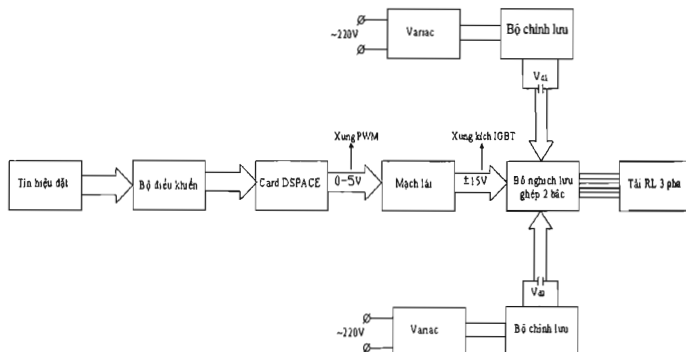 ~220V
Variac
Bộ chỉnh lưu
Vd1
Xung PWM
Xung kích IGBT
Tín hiệu đặt
Bộ điều khiển
Card DSPACE
0-5V
Mạch lái
±15V
Bộ nghịch lưu
ghép 2 bậc
Tải RL 3 pha
Vd2
~220V
Variac
Bộ chỉnh lưu